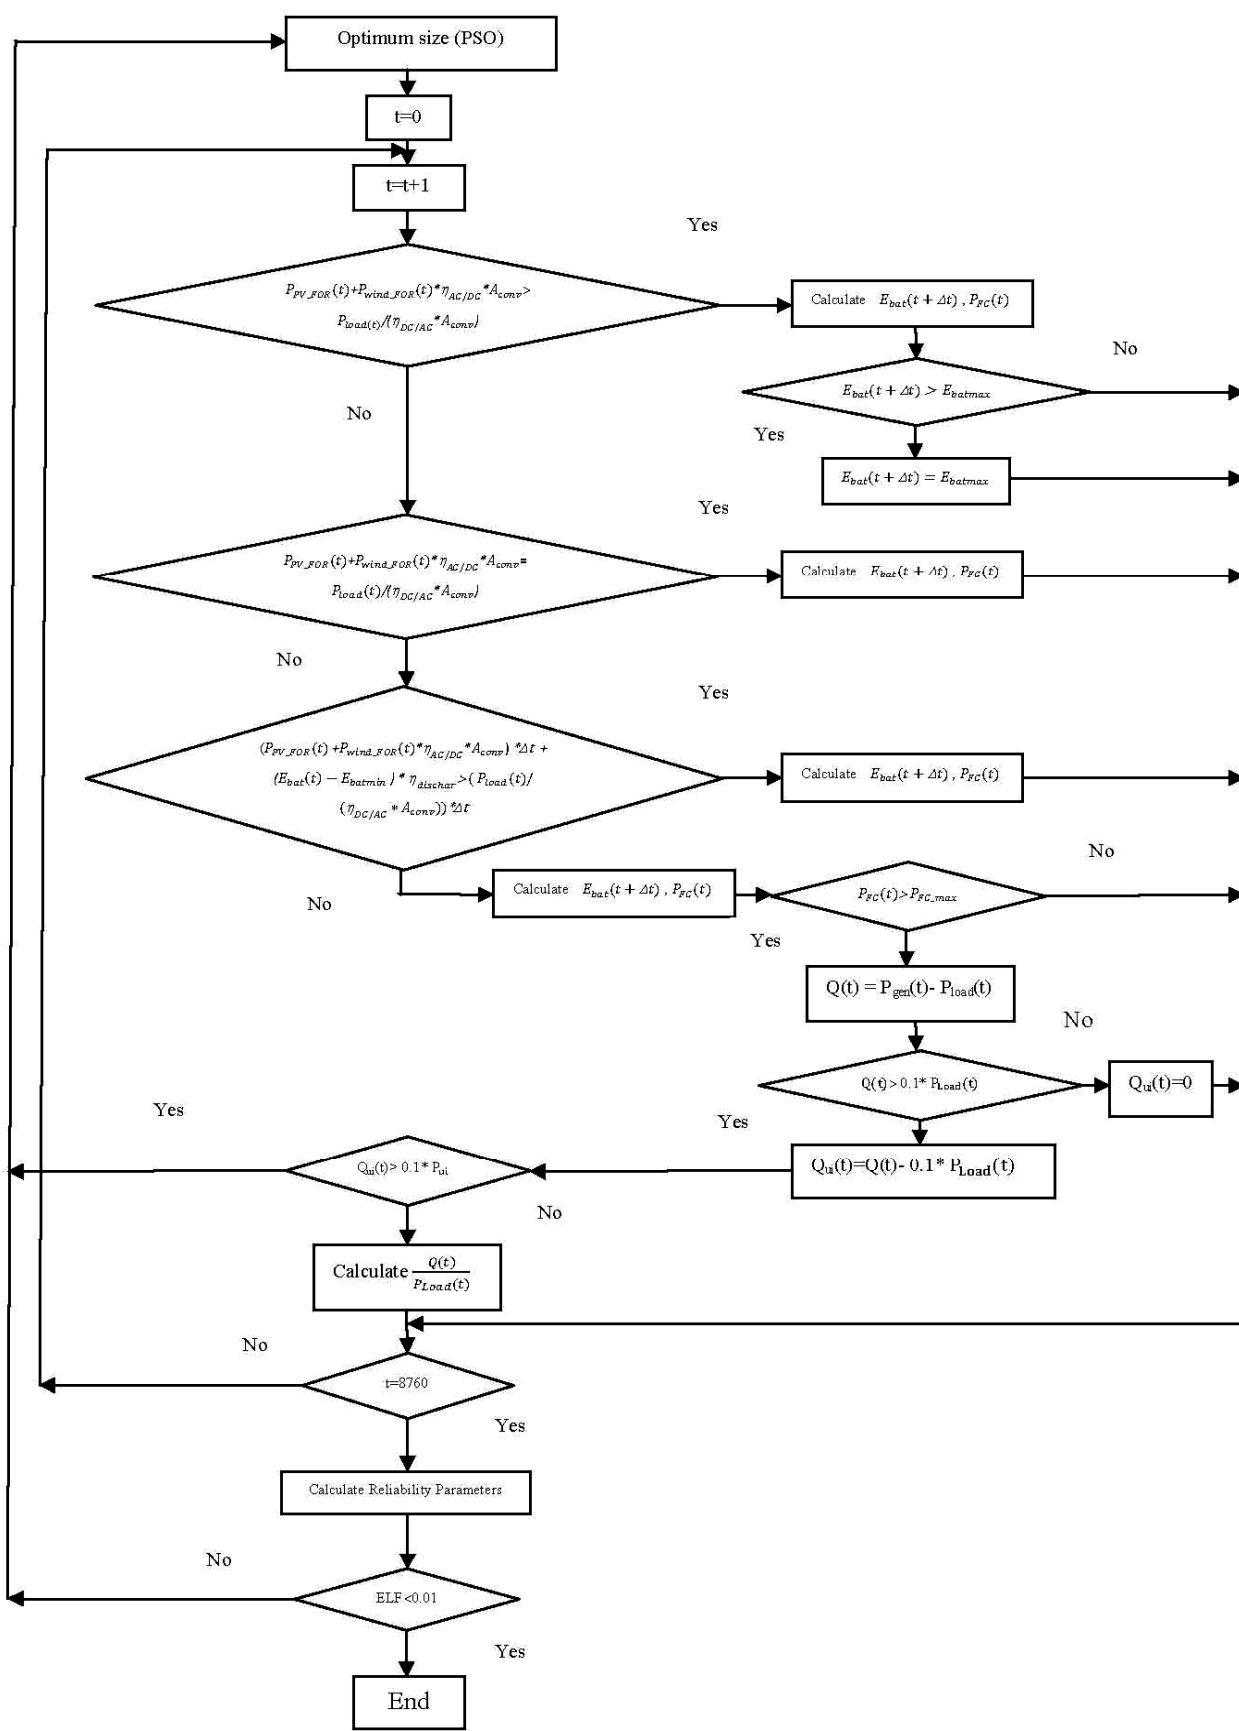 Optimum size (PSO)
t=0
t=t+1
Yes
P_PV_FOR(t)+P_wind_FOR(t)*η_AC/DC*A_conv>
P_load(t)/(η_DC/AC*A_conv)
Calculate E_bat(t + Δt) , P_FC(t)
No
E_bat(t + Δt) > E_batmax
No
Yes
E_bat(t + Δt) = E_batmax
Yes
P_PV_FOR(t)+P_wind_FOR(t)*η_AC/DC*A_conv=
P_load(t)/(η_DC/AC*A_conv)
Calculate E_bat(t + Δt) , P_FC(t)
No
Yes
(P_PV_FOR(t) +P_wind_FOR(t)*η_AC/DC*A_conv) *Δt +
(E_bat(t) − E_batmin) * η_dischar>(P_load(t)/
(η_DC/AC * A_conv)) *Δt
Calculate E_bat(t + Δt) , P_FC(t)
No
Calculate E_bat(t + Δt) , P_FC(t)
P_FC(t)>P_FC_max
No
Yes
Q(t) = P_gen(t)- P_load(t)
No
Q(t) > 0.1* P_Load(t)
Q_ui(t)=0
Yes
Yes
Q_ui(t)> 0.1* P_ui
Q_ui(t)=Q(t)- 0.1* P_Load(t)
No
Calculate Q(t)/P_Load(t)
No
t=8760
Yes
Calculate Reliability Parameters
No
ELF<0.01
Yes
End